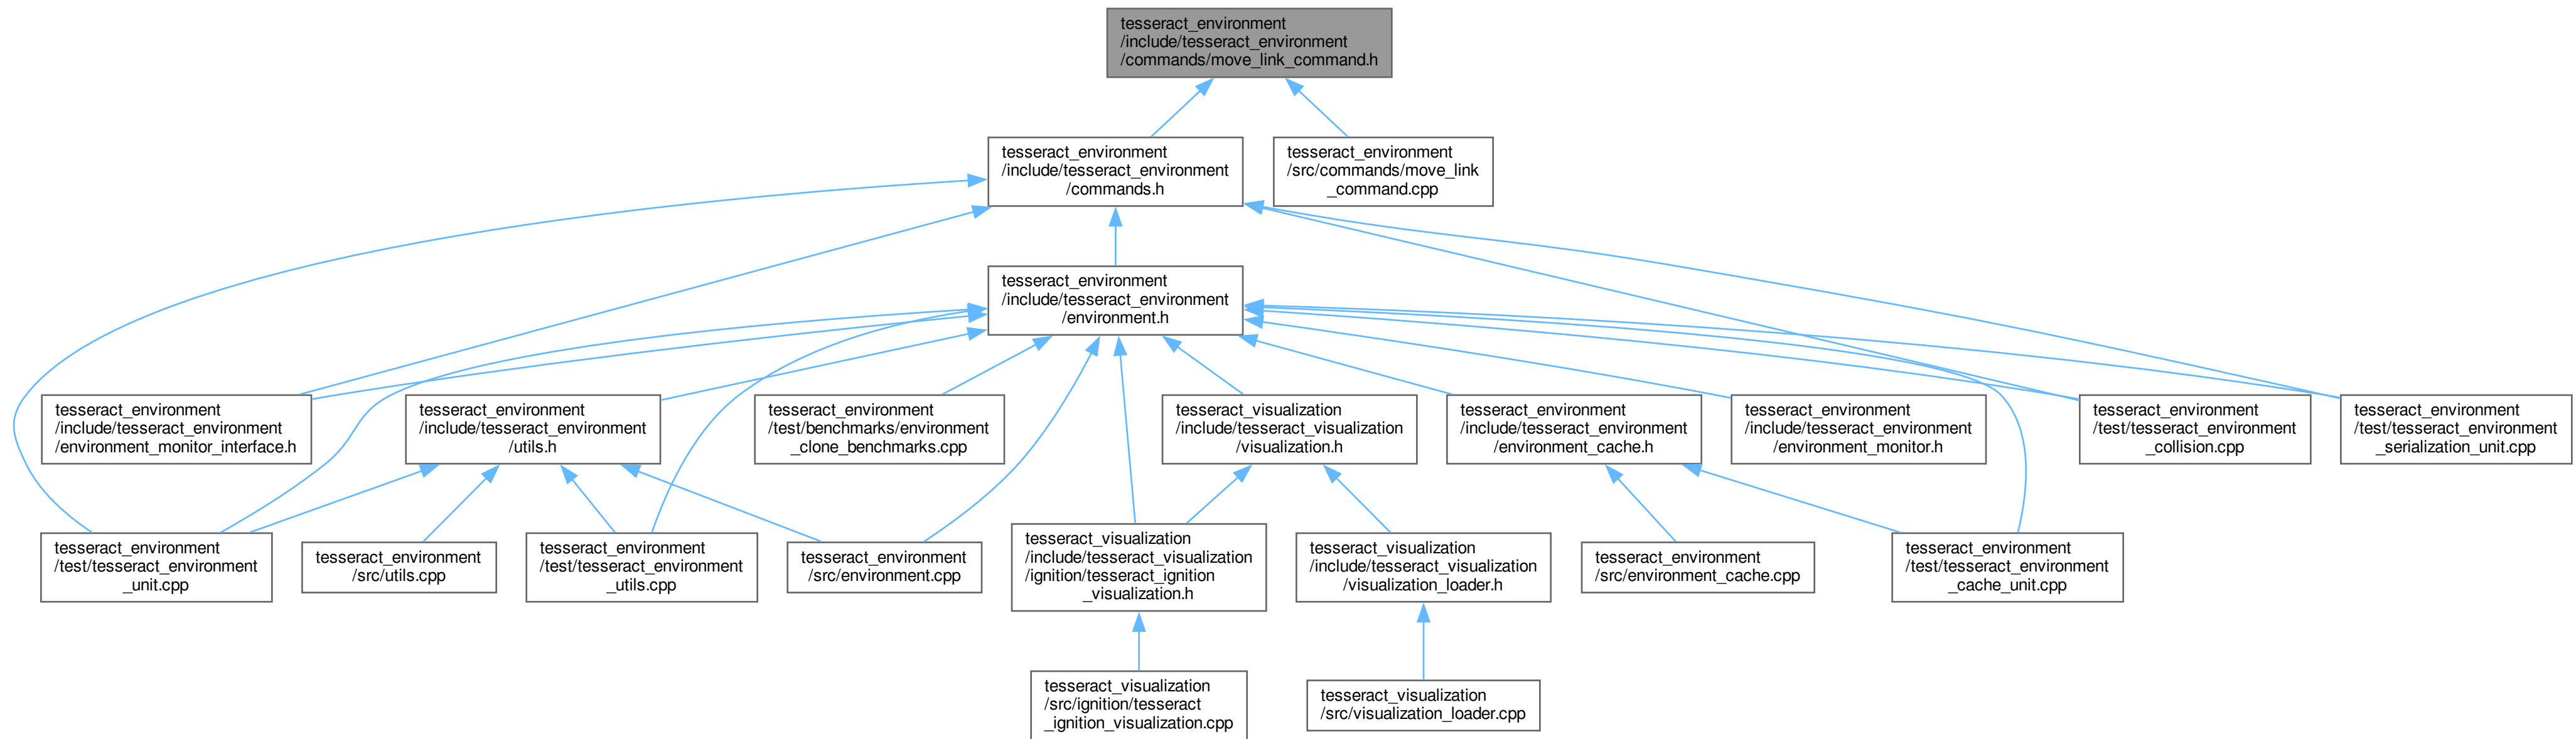 tesseract_environment
/include/tesseract_environment
/commands/move_link_command.h
tesseract_environment
/include/tesseract_environment
/commands.h
tesseract_environment
/src/commands/move_link
_command.cpp
tesseract_environment
/include/tesseract_environment
/environment.h
tesseract_environment
/include/tesseract_environment
/environment_monitor_interface.h
tesseract_environment
/include/tesseract_environment
/utils.h
tesseract_environment
/test/benchmarks/environment
_clone_benchmarks.cpp
tesseract_visualization
/include/tesseract_visualization
/visualization.h
tesseract_environment
/include/tesseract_environment
/environment_cache.h
tesseract_environment
/include/tesseract_environment
/environment_monitor.h
tesseract_environment
/test/tesseract_environment
_collision.cpp
tesseract_environment
/test/tesseract_environment
_serialization_unit.cpp
tesseract_environment
/test/tesseract_environment
_unit.cpp
tesseract_environment
/src/utils.cpp
tesseract_environment
/test/tesseract_environment
_utils.cpp
tesseract_environment
/src/environment.cpp
tesseract_visualization
/include/tesseract_visualization
/ignition/tesseract_ignition
_visualization.h
tesseract_visualization
/include/tesseract_visualization
/visualization_loader.h
tesseract_environment
/src/environment_cache.cpp
tesseract_environment
/test/tesseract_environment
_cache_unit.cpp
tesseract_visualization
/src/ignition/tesseract
_ignition_visualization.cpp
tesseract_visualization
/src/visualization_loader.cpp